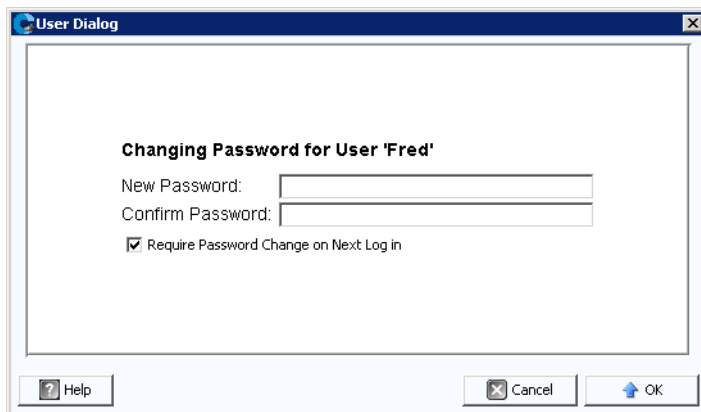 User Dialog
Changing Password for User 'Fred'
New Password:
Confirm Password:
Require Password Change on Next Log in
Help
Cancel
OK